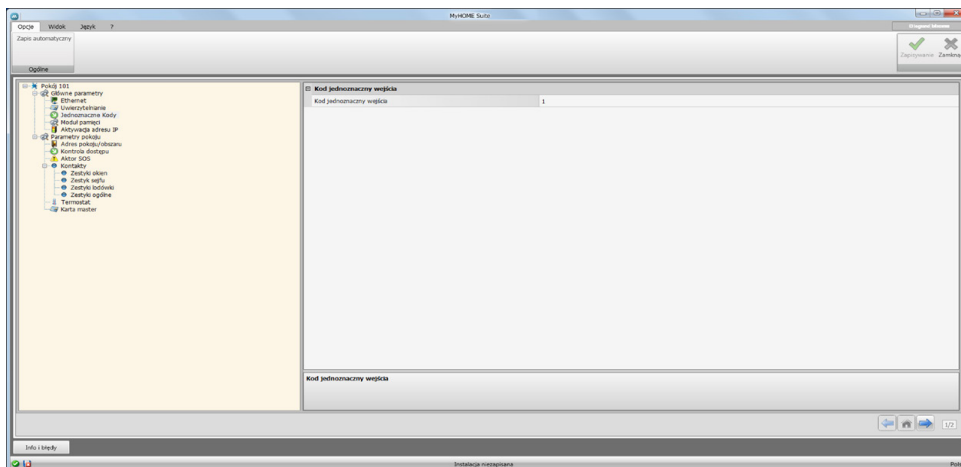 MyHOME Suite
Opcje Widok Język ?
Zapis automatyczny
Zapisywanie Zamkną
Ogólne
Pokój 101
Główne parametry
Ethernet
Uwierzytelnianie
Jednoznaczne Kody
Moduł pamięci
Aktywacja adresu IP
Parametry pokoju
Adres pokoju/obszaru
Kontrola dostępu
Aktor SOS
Kontakty
Zestyki okien
Zestyk sejfu
Zestyki lodówki
Zestyki ogólne
Termostat
Karta master
Kod jednoznaczny wejścia
Kod jednoznaczny wejścia 1
Kod jednoznaczny wejścia
1/2
Info i błędy
Instalacja niezapisana